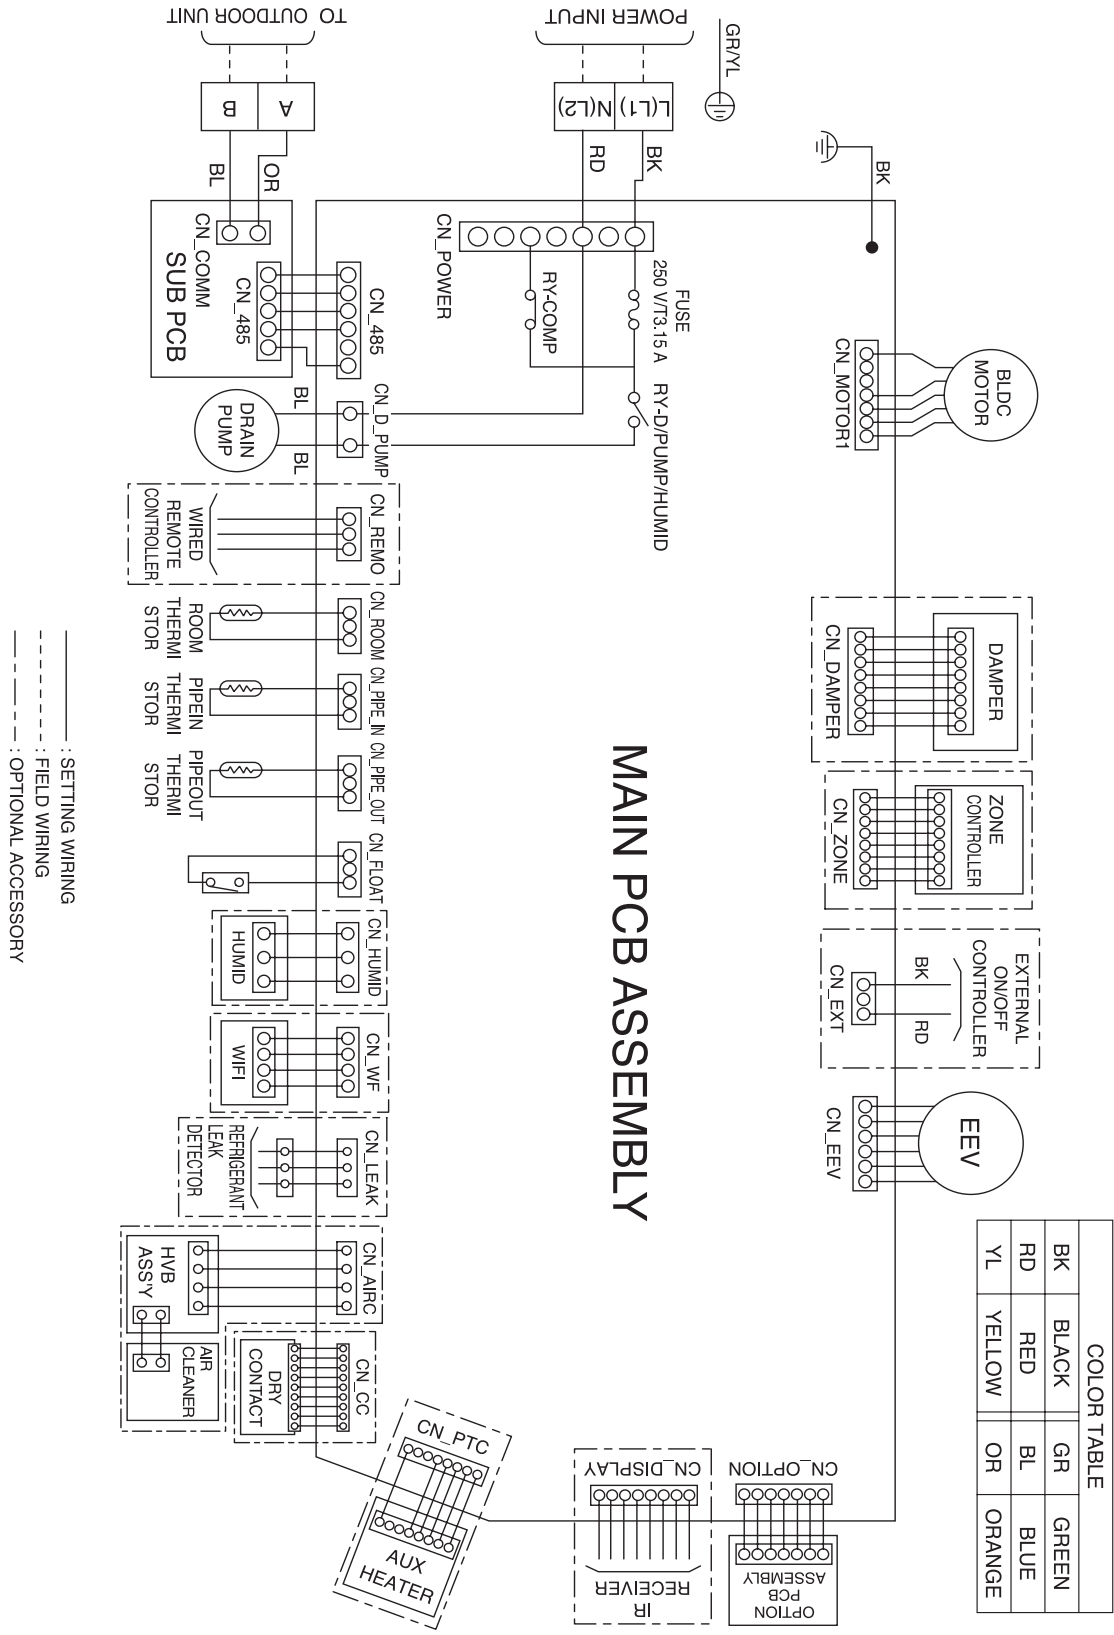 TO OUTDOOR UNIT
POWER INPUT
GR/YL
A
B
L(L1)
N(L2)
BL
OR
RD
BK
BK
CN_COMM
CN_485
SUB PCB
CN_485
CN_POWER
RY-COMP
FUSE
250 V/T3.15 A
RY-D/PUMP/HUMID
CN_MOTOR1
BLDC
MOTOR
BL
DRAIN
PUMP
BL
CN_D_PUMP
WIRED
REMOTE
CONTROLLER
CN_REMO
ROOM
THERMI
STOR
CN_ROOM
PIPEIN
THERMI
STOR
CN_PIPE_IN
PIPEOUT
THERMI
STOR
CN_PIPE_OUT
CN_FLOAT
HUMID
CN_HUMID
WIFI
CN_WF
REFRIGERANT
LEAK
DETECTOR
CN_LEAK
HVB
ASS'Y
CN_AIRC
AIR
CLEANER
DRY
CONTACT
CN_CC
CN_PTC
AUX
HEATER
CN_DISPLAY
IR
RECEIVER
CN_OPTION
OPTION
PCB
ASSEMBLY
MAIN PCB ASSEMBLY
DAMPER
CN_DAMPER
ZONE
CONTROLLER
CN_ZONE
EXTERNAL
ON/OFF
CONTROLLER
BK
RD
CN_EXT
EEV
CN_EEV
COLOR TABLE
BK BLACK GR GREEN
RD RED BL BLUE
YL YELLOW OR ORANGE
: SETTING WIRING
: FIELD WIRING
: OPTIONAL ACCESSORY